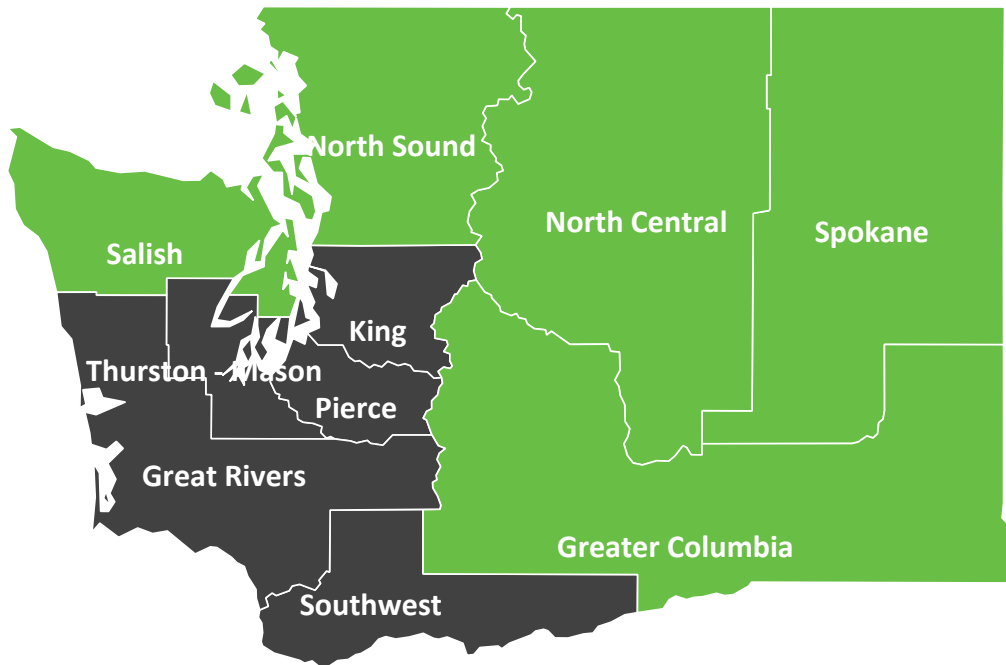 North Sound
North Central
Spokane
Salish
King
Thurston - Mason
Pierce
Great Rivers
Greater Columbia
Southwest